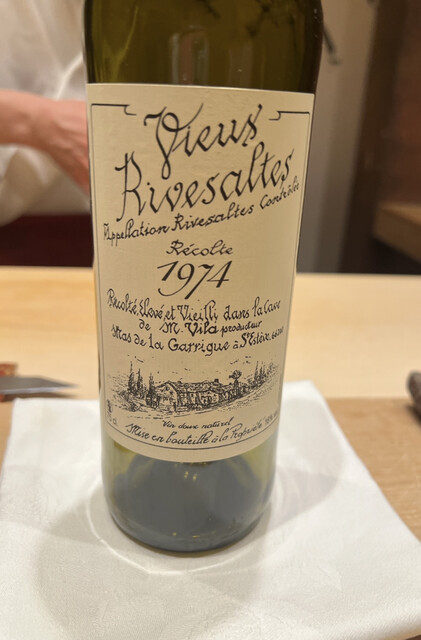 Vieux
Rivesaltes
Appellation Rivesaltes Contrôlée
Récolte
1974
Récolté, Élevé, et Vieilli dans la Cave
de M. Vila producteur
Mas de la Garrigue à St Estève, 66240
Vin doux naturel
Mise en bouteille à la Propriété